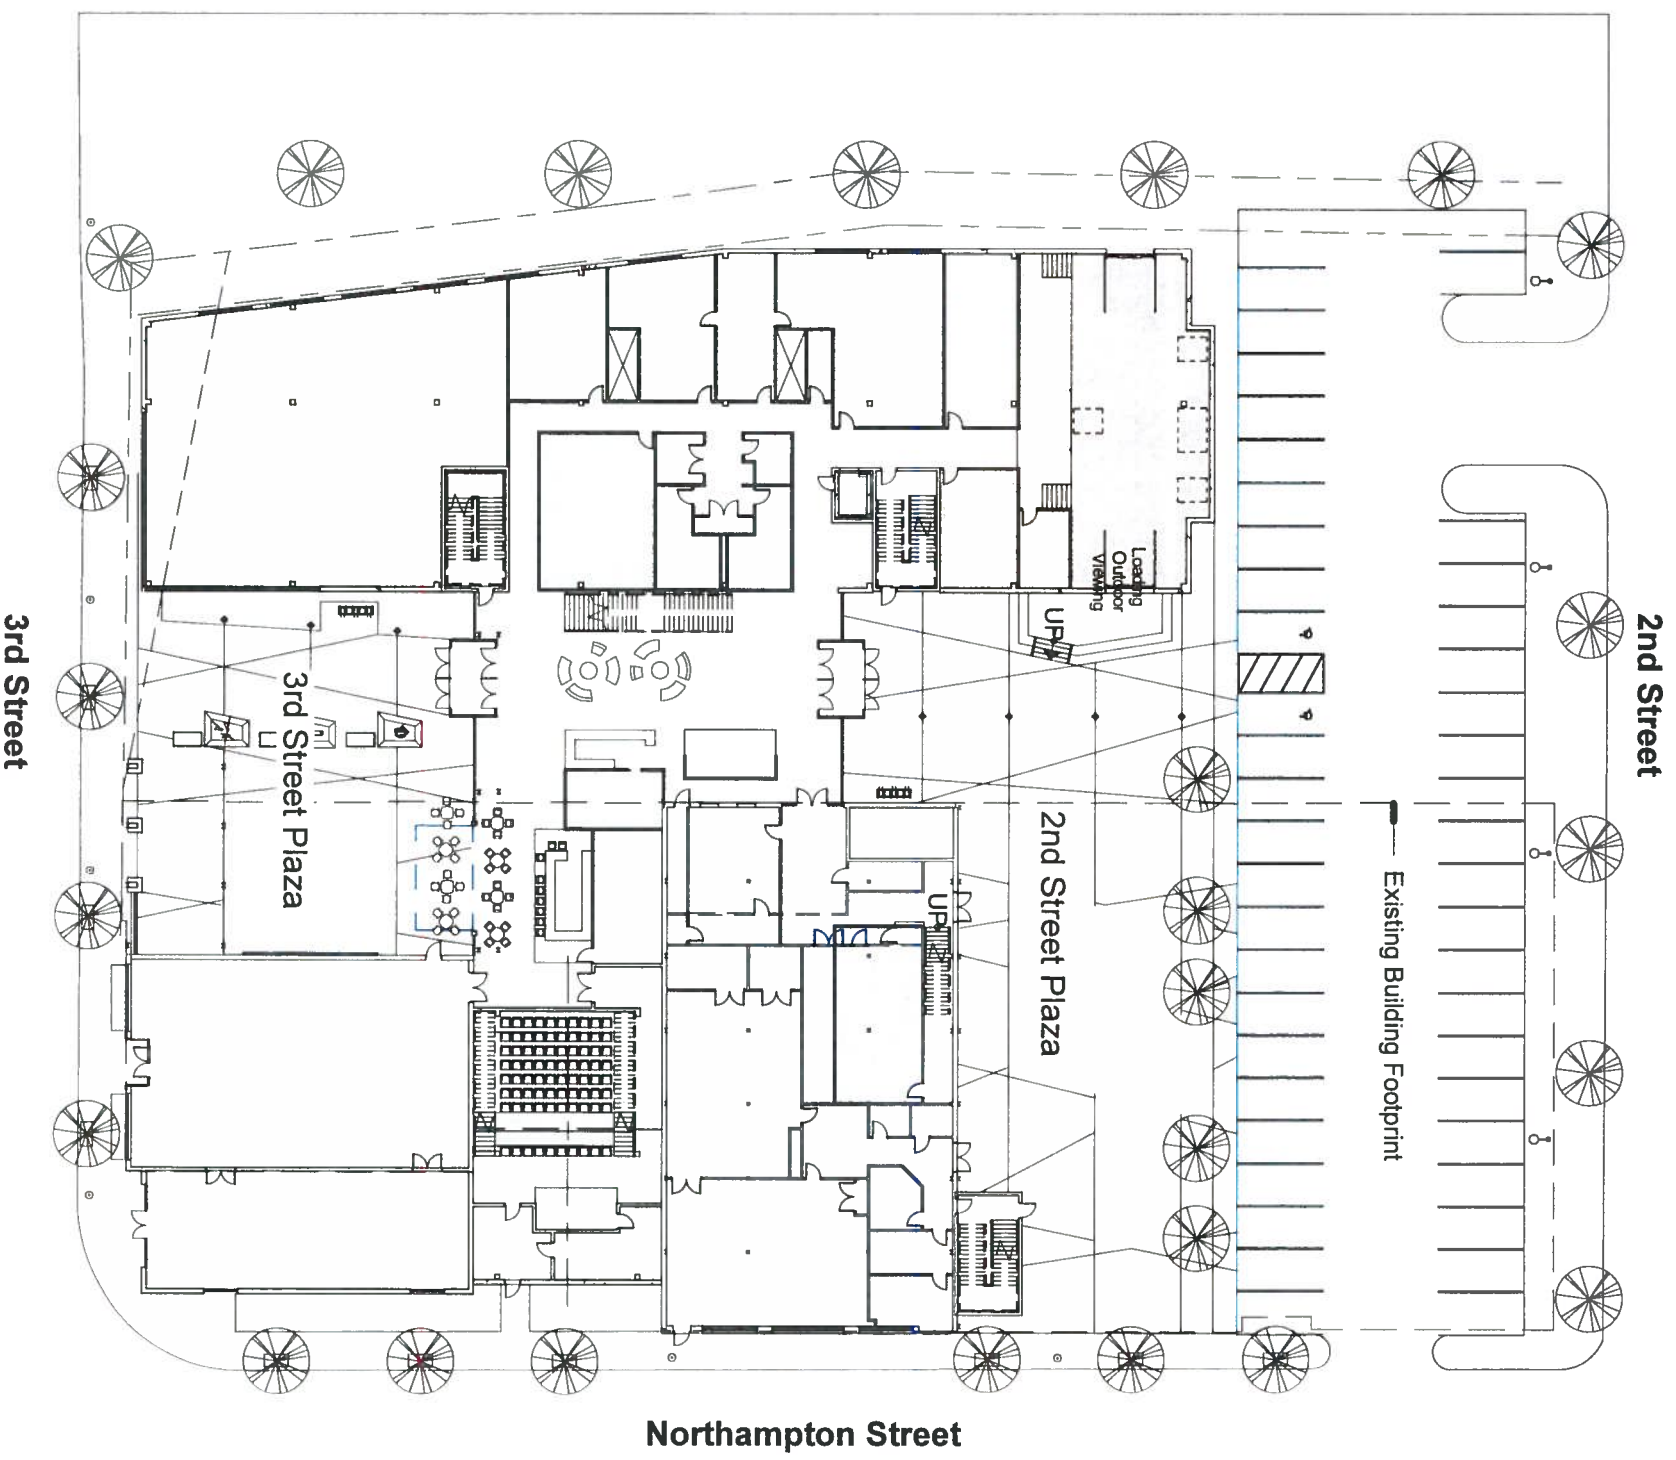 Loading
Outdoor
Viewing
UP
3rd Street
3rd Street Plaza
2nd Street
UP
2nd Street Plaza
Existing Building Footprint
Northampton Street